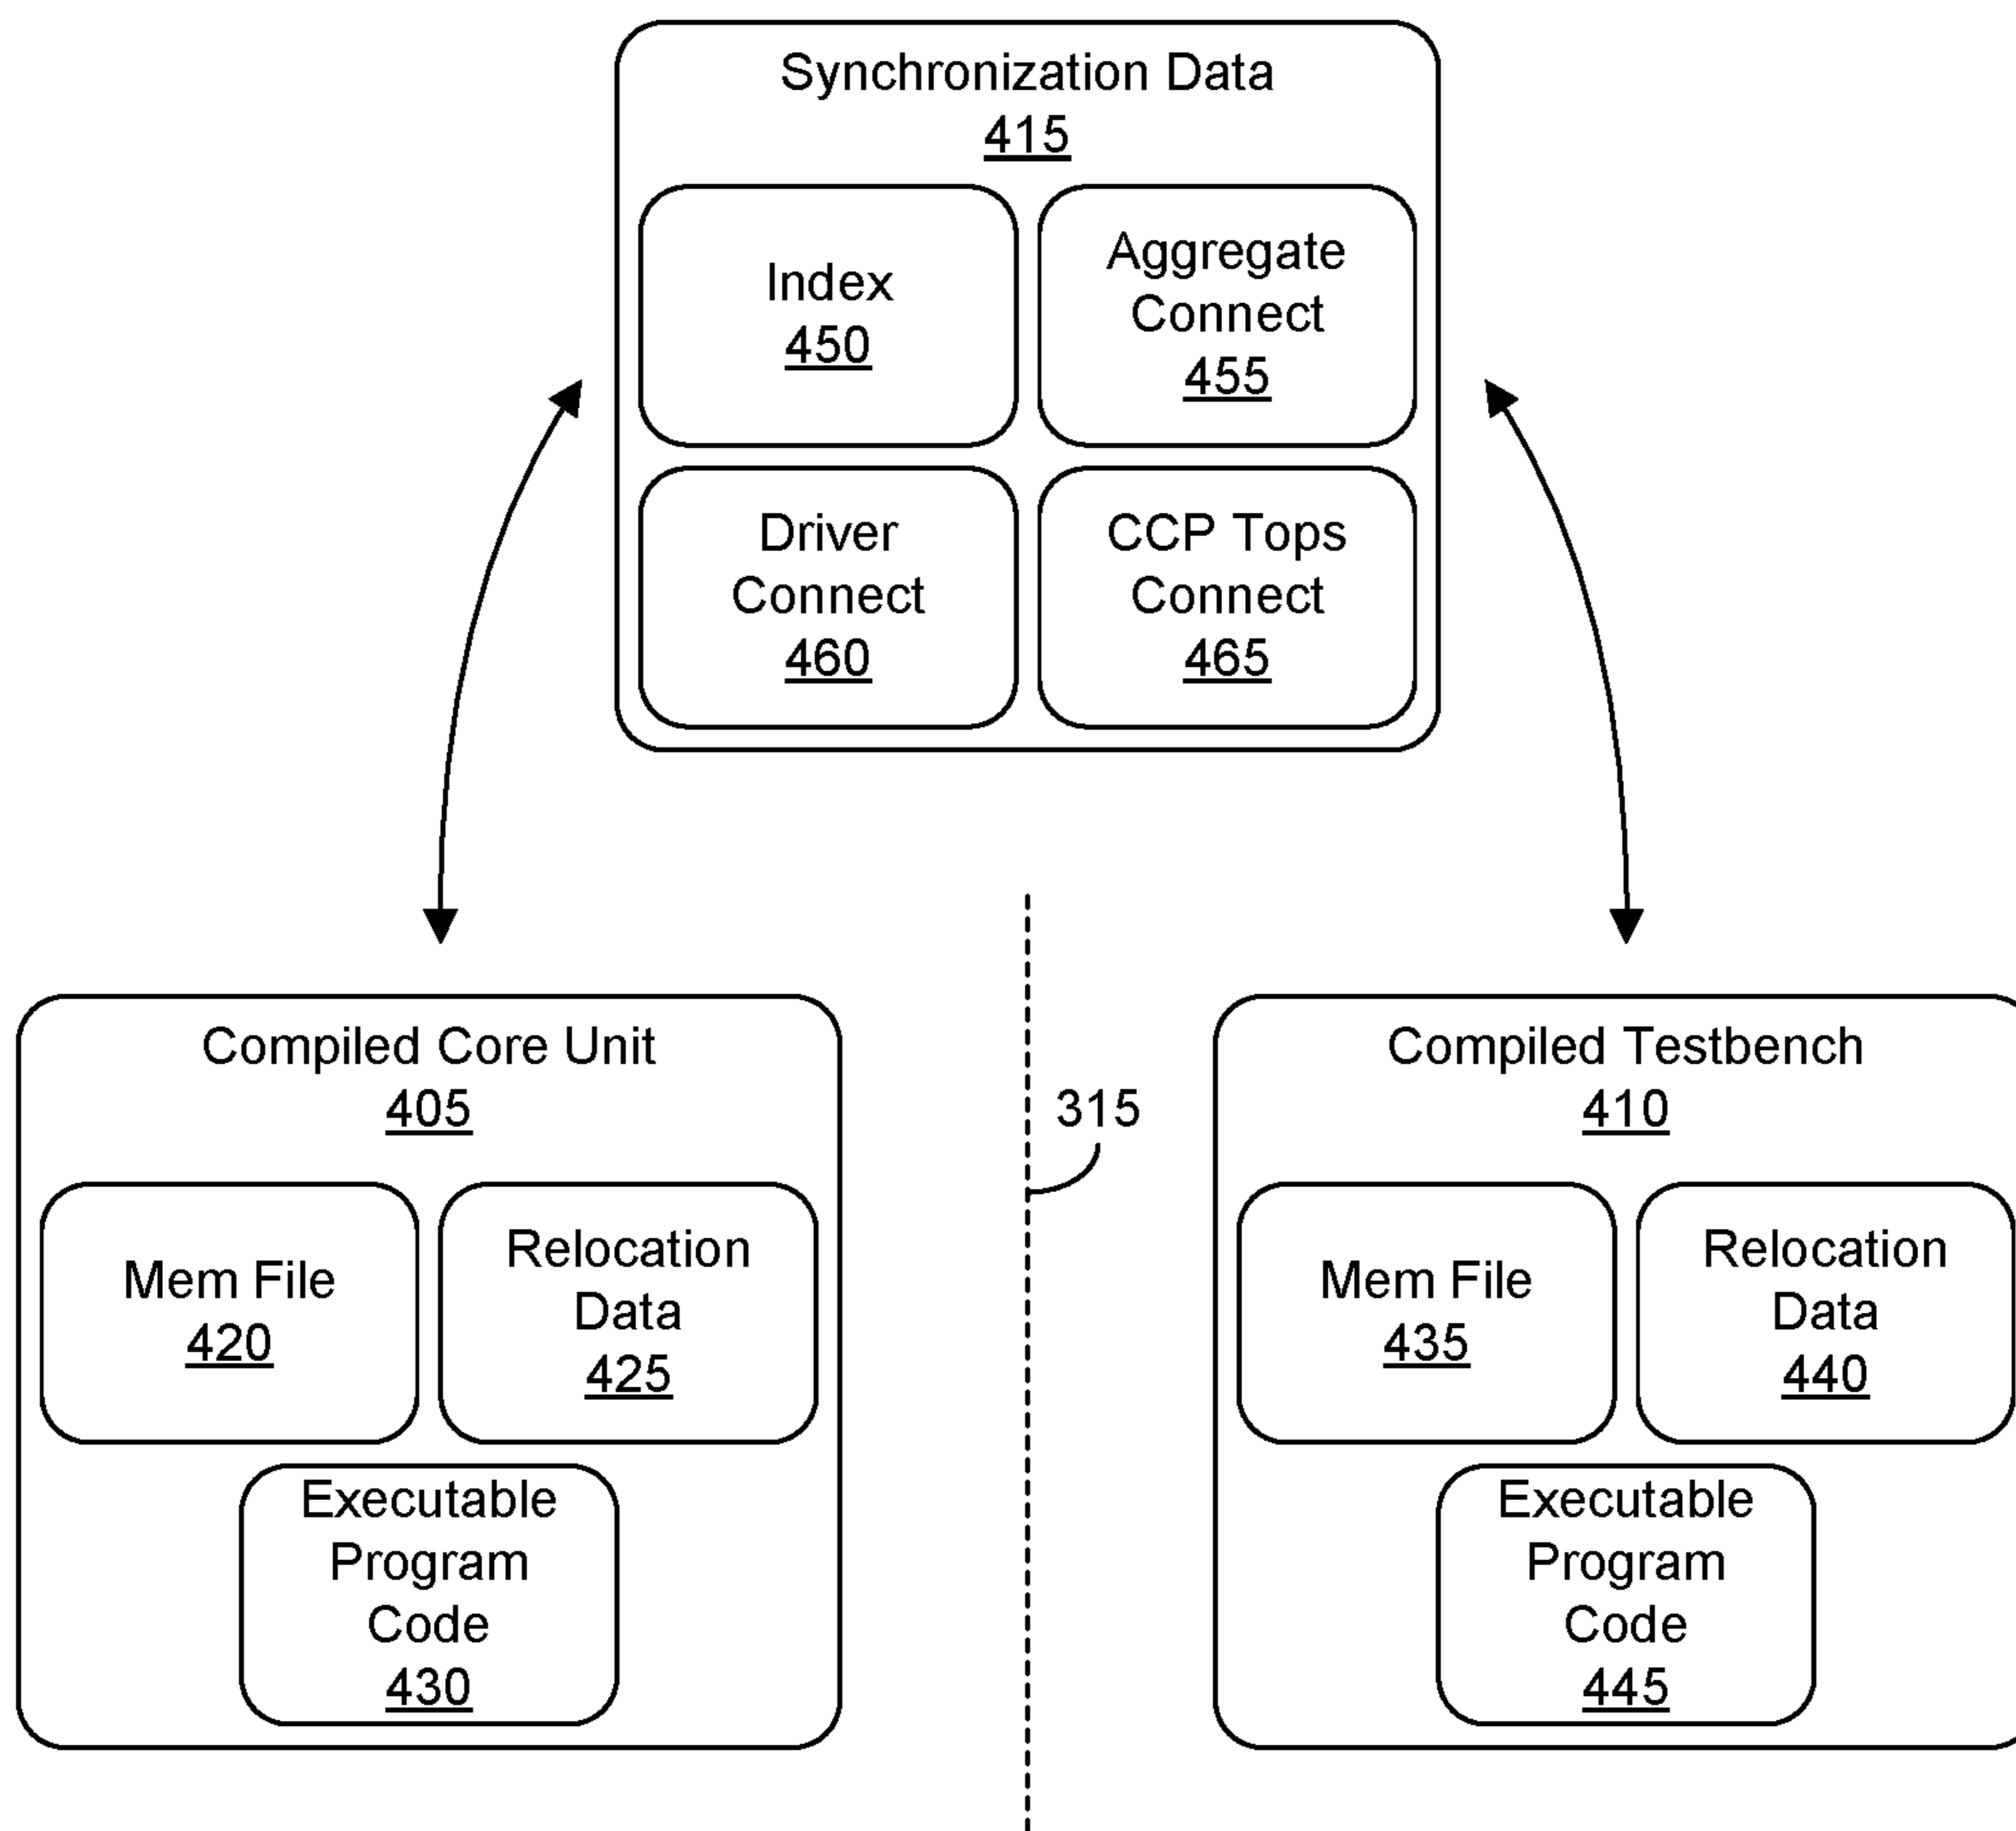 Synchronization Data
415
Index
450
Aggregate
Connect
455
Driver
Connect
460
CCP Tops
Connect
465
Compiled Core Unit
405
Mem File
420
Relocation
Data
425
Executable
Program
Code
430
315
Compiled Testbench
410
Mem File
435
Relocation
Data
440
Executable
Program
Code
445